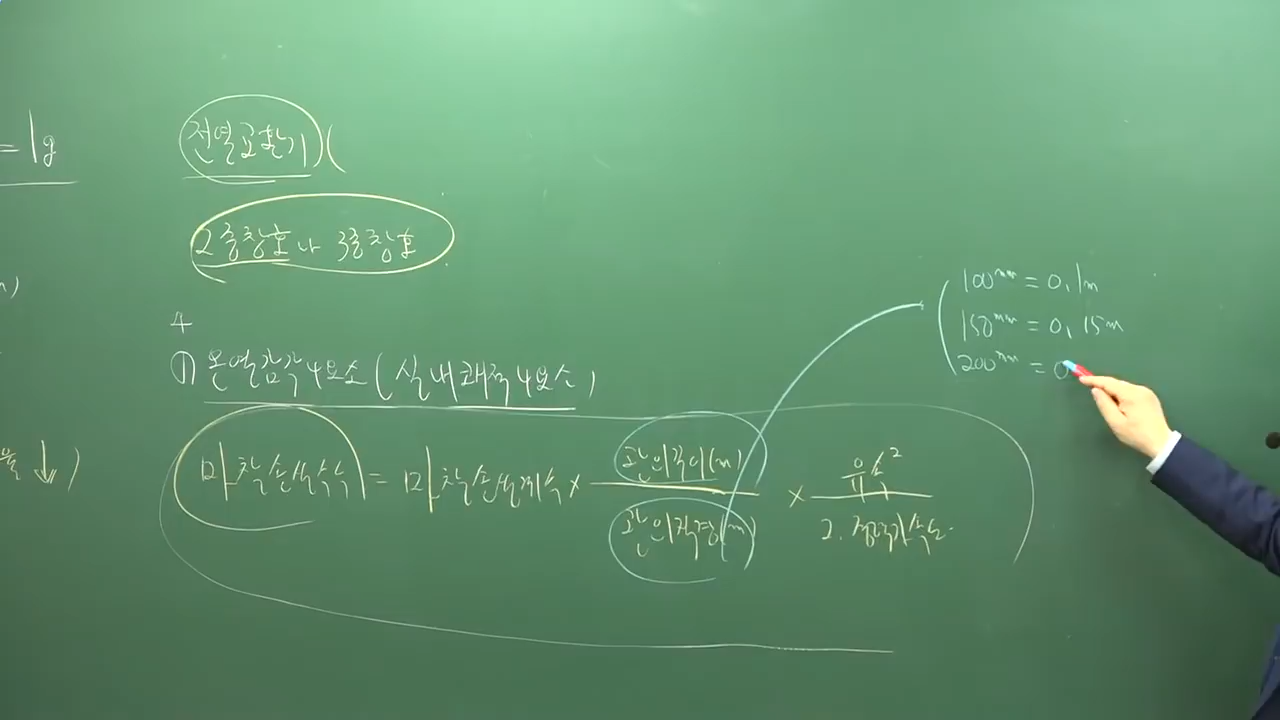 = 1g
전열교환기 (
2중창호나 3중창호
4
① 온열감각 4요소 (실내쾌적 4요소)
마찰손실수식 = 마찰손실계수 × 관의길이(m) / 관의직경(m) × 유속² / 2.중력가속도
100mm = 0.1m
150mm = 0.15m
200mm = 0